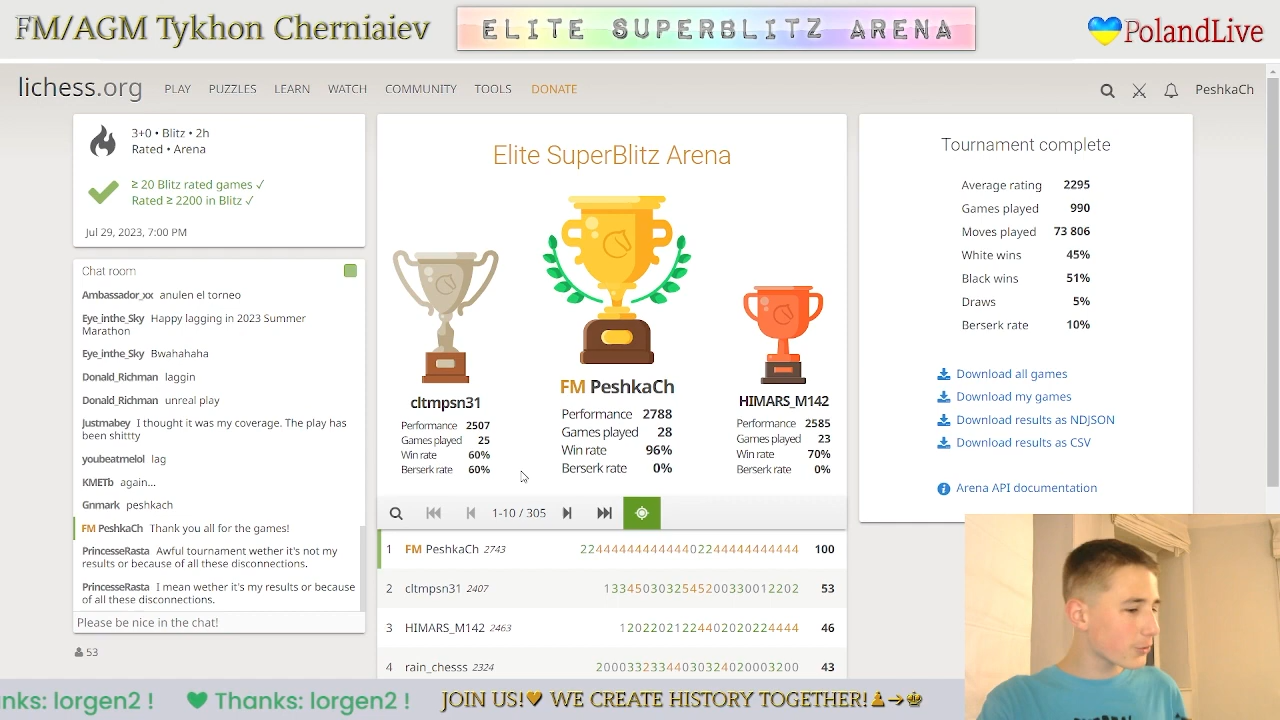 FM/AGM Tykhon Cherniaiev
ELITE SUPERBLITZ ARENA
PolandLive
lichess.org
PLAY
PUZZLES
LEARN
WATCH
COMMUNITY
TOOLS
DONATE
PeshkaCh
3+0 • Blitz • 2h
Rated • Arena
≥ 20 Blitz rated games ✓
Rated ≥ 2200 in Blitz ✓
Jul 29, 2023, 7:00 PM
Chat room
Ambassador_xx anulen el torneo
Eye_inthe_Sky Happy lagging in 2023 Summer
Marathon
Eye_inthe_Sky Bwahahaha
Donald_Richman laggin
Donald_Richman unreal play
Justmabey I thought it was my coverage. The play has
been shittty
youbeatmelol lag
KMETb again...
Gnmark peshkach
FM PeshkaCh Thank you all for the games!
PrincesseRasta Awful tournament wether it's not my
results or because of all these disconnections.
PrincesseRasta I mean wether it's my results or because
of all these disconnections.
Please be nice in the chat!
53
Elite SuperBlitz Arena
cltmpsn31
Performance 2507
Games played 25
Win rate 60%
Berserk rate 60%
FM PeshkaCh
Performance 2788
Games played 28
Win rate 96%
Berserk rate 0%
HIMARS_M142
Performance 2585
Games played 23
Win rate 70%
Berserk rate 0%
1-10 / 305
1 FM PeshkaCh 2743 2244444444444402244444444444 100
2 cltmpsn31 2407 1334503032545200330012202 53
3 HIMARS_M142 2463 12022021224402020224444 46
4 rain_chesss 2324 20003323344030324020003200 43
Tournament complete
Average rating 2295
Games played 990
Moves played 73 806
White wins 45%
Black wins 51%
Draws 5%
Berserk rate 10%
Download all games
Download my games
Download results as NDJSON
Download results as CSV
Arena API documentation
nks: lorgen2 !
Thanks: lorgen2 !
JOIN US!🧡 WE CREATE HISTORY TOGETHER!♟→♚